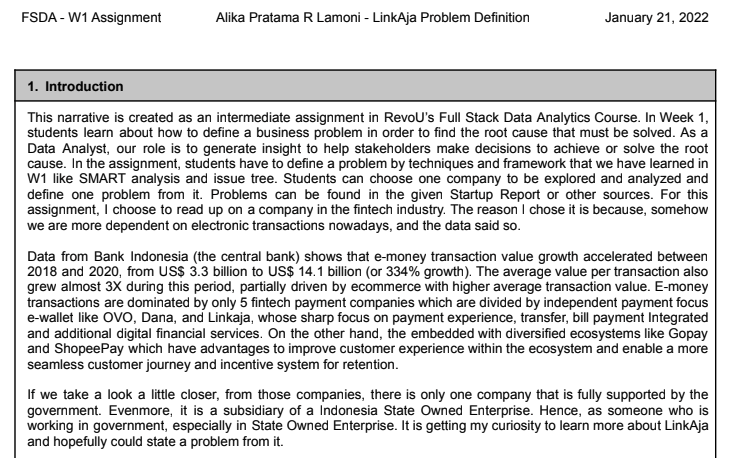 FSDA - W1 Assignment Alika Pratama R Lamoni - LinkAja Problem Definition January 21, 2022
1. Introduction
This narrative is created as an intermediate assignment in RevoU's Full Stack Data Analytics Course. In Week 1,
students learn about how to define a business problem in order to find the root cause that must be solved. As a
Data Analyst, our role is to generate insight to help stakeholders make decisions to achieve or solve the root
cause. In the assignment, students have to define a problem by techniques and framework that we have learned in
W1 like SMART analysis and issue tree. Students can choose one company to be explored and analyzed and
define one problem from it. Problems can be found in the given Startup Report or other sources. For this
assignment, I choose to read up on a company in the fintech industry. The reason I chose it is because, somehow
we are more dependent on electronic transactions nowadays, and the data said so.
Data from Bank Indonesia (the central bank) shows that e-money transaction value growth accelerated between
2018 and 2020, from US$ 3.3 billion to US$ 14.1 billion (or 334% growth). The average value per transaction also
grew almost 3X during this period, partially driven by ecommerce with higher average transaction value. E-money
transactions are dominated by only 5 fintech payment companies which are divided by independent payment focus
e-wallet like OVO, Dana, and Linkaja, whose sharp focus on payment experience, transfer, bill payment Integrated
and additional digital financial services. On the other hand, the embedded with diversified ecosystems like Gopay
and ShopeePay which have advantages to improve customer experience within the ecosystem and enable a more
seamless customer journey and incentive system for retention.
If we take a look a little closer, from those companies, there is only one company that is fully supported by the
government. Evenmore, it is a subsidiary of a Indonesia State Owned Enterprise. Hence, as someone who is
working in government, especially in State Owned Enterprise. It is getting my curiosity to learn more about LinkAja
and hopefully could state a problem from it.